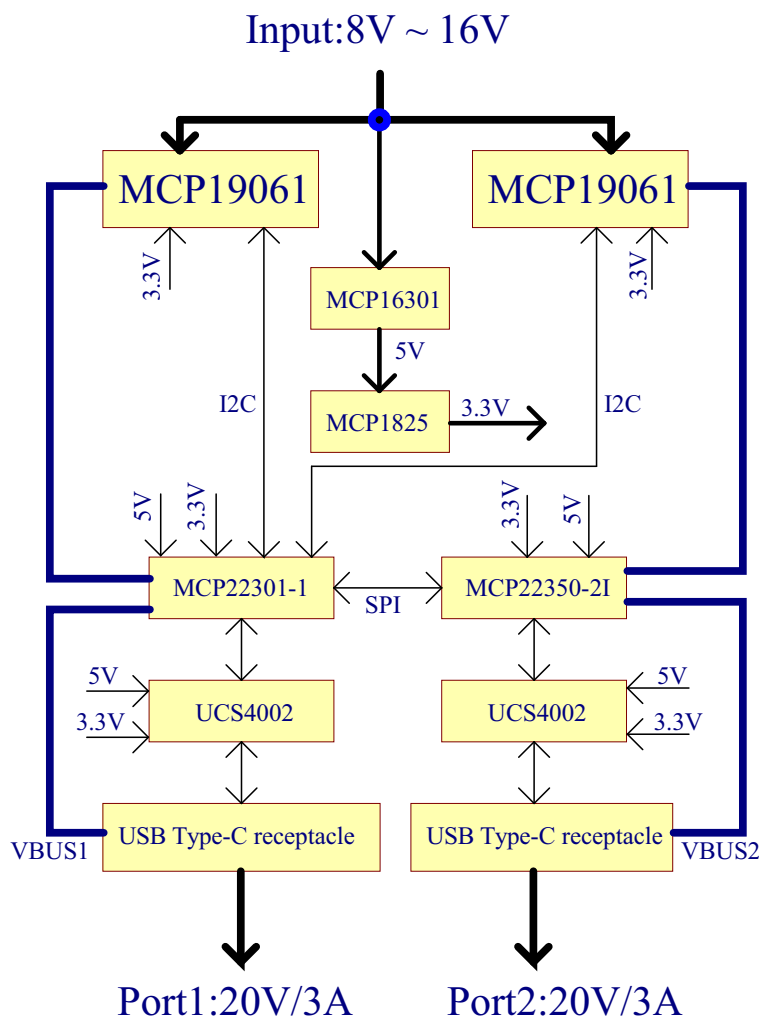 Input:8V ~ 16V
MCP19061
MCP19061
3.3V
3.3V
MCP16301
5V
I2C
MCP1825
3.3V
I2C
5V
3.3V
3.3V
5V
MCP22301-1
SPI
MCP22350-2I
5V
3.3V
UCS4002
UCS4002
5V
3.3V
VBUS1
USB Type-C receptacle
USB Type-C receptacle
VBUS2
Port1:20V/3A
Port2:20V/3A